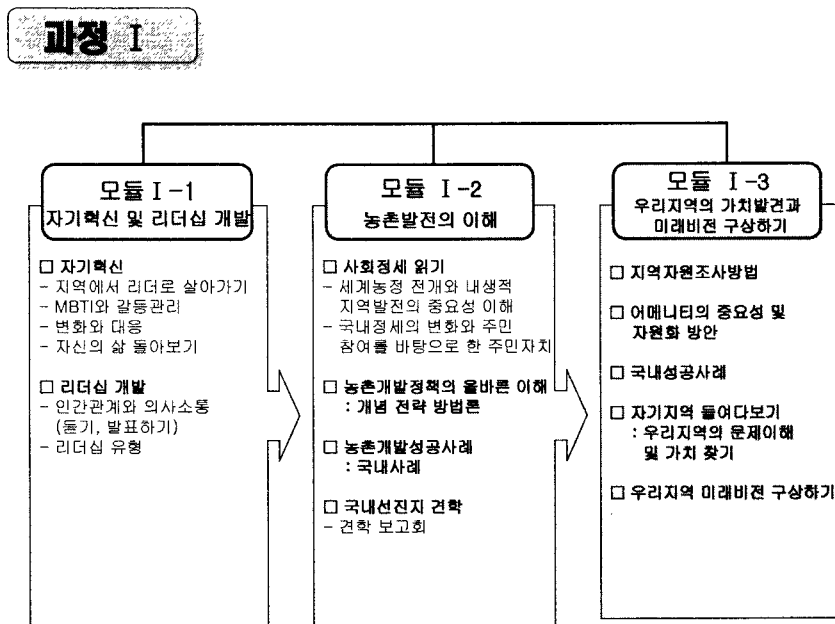 과정 Ⅰ
모듈 Ⅰ-1
자기혁신 및 리더십 개발
□ 자기혁신
- 지역에서 리더로 살아가기
- MBTI와 갈등관리
- 변화와 대응
- 자신의 삶 돌아보기
□ 리더십 개발
- 인간관계와 의사소통
(듣기, 발표하기)
- 리더십 유형
모듈 Ⅰ-2
농촌발전의 이해
□ 사회정세 읽기
- 세계농정 전개와 내생적
지역발전의 중요성 이해
- 국내정세의 변화와 주민
참여를 바탕으로 한 주민자치
□ 농촌개발정책의 올바른 이해
: 개념 전략 방법론
□ 농촌개발성공사례
: 국내사례
□ 국내선진지 견학
- 견학 보고회
모듈 Ⅰ-3
우리지역의 가치발견과
미래비전 구상하기
□ 지역자원조사방법
□ 어메니티의 중요성 및
자원화 방안
□ 국내성공사례
□ 자기지역 들여다보기
: 우리지역의 문제이해
및 가치 찾기
□ 우리지역 미래비전 구상하기